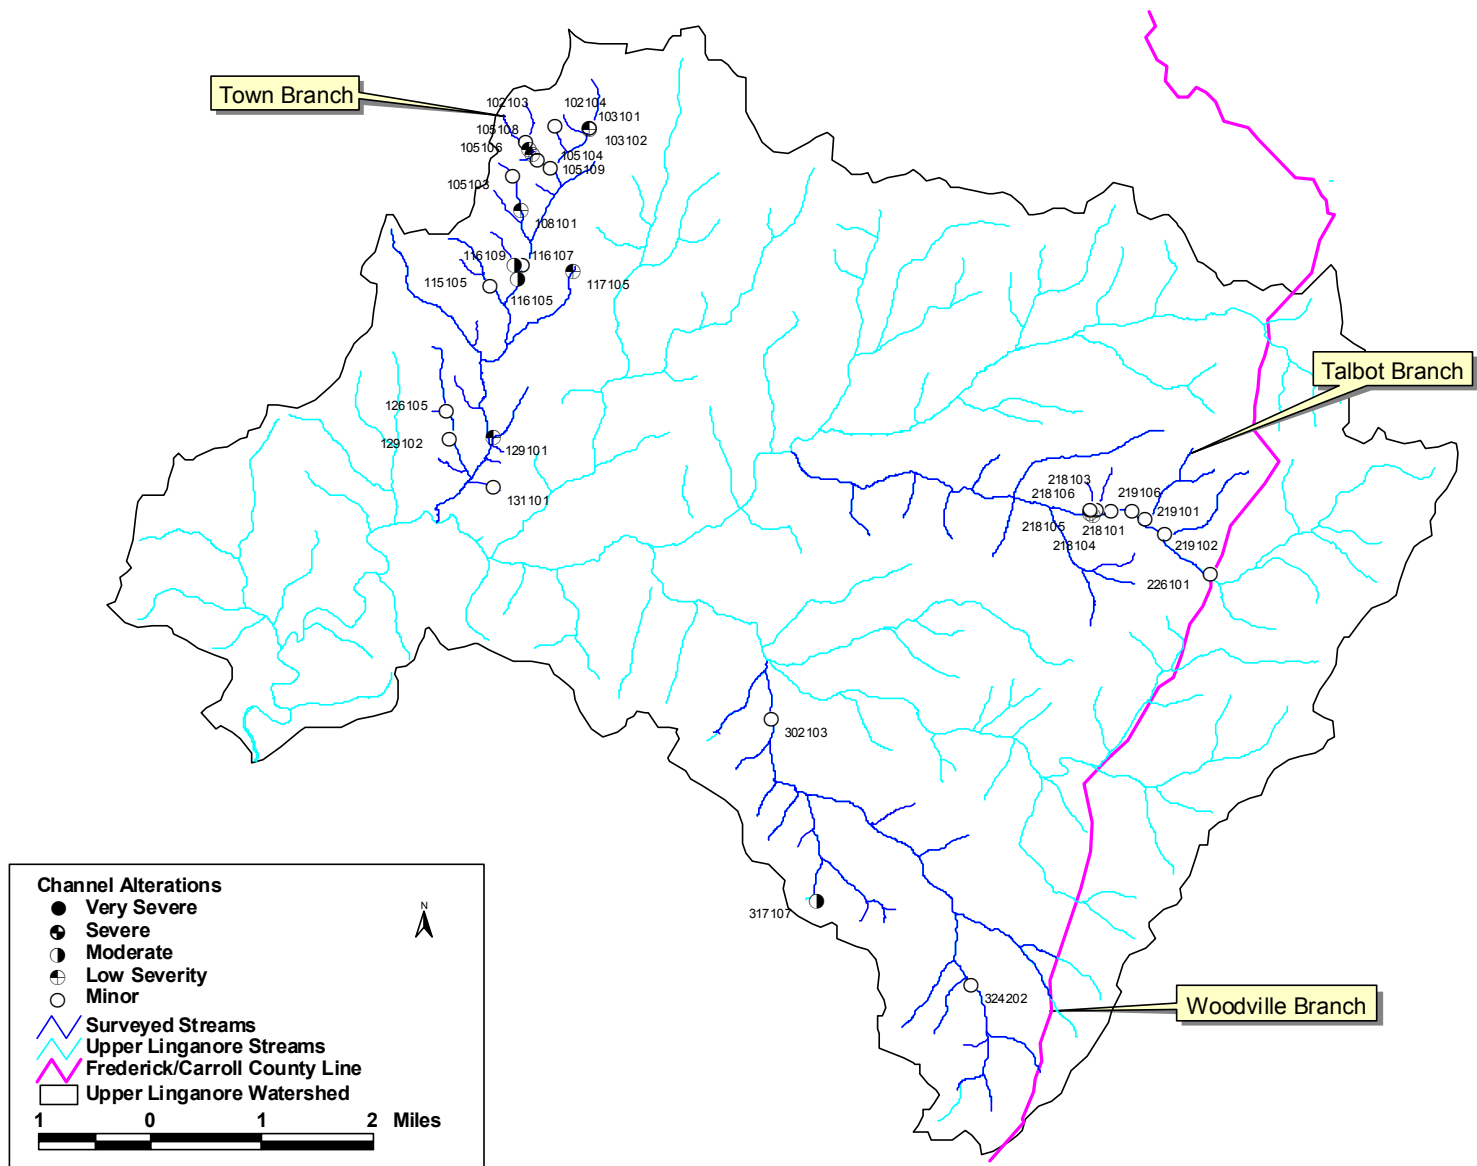 Town Branch
102103
102104
103101
103102
105108
105106
105104
105109
105103
108101
116109
116107
115105
116105
117105
126105
129102
129101
131101
Talbot Branch
218103
218106
219106
219101
218105
218101
218104
219102
226101
302103
317107
324202
Woodville Branch
Channel Alterations
Very Severe
Severe
Moderate
Low Severity
Minor
Surveyed Streams
Upper Linganore Streams
Frederick/Carroll County Line
Upper Linganore Watershed
N
1 0 1 2 Miles